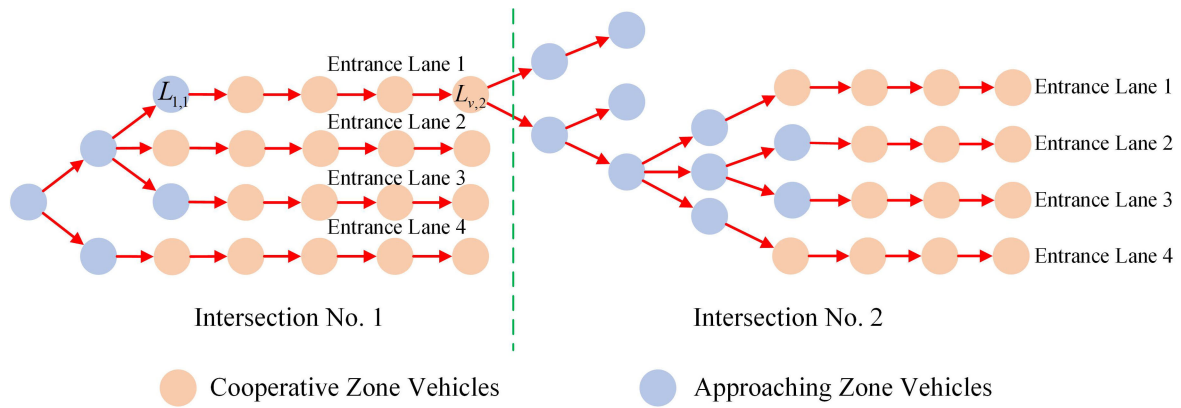 Entrance Lane 1
L1,1
Lv,2
Entrance Lane 2
Entrance Lane 3
Entrance Lane 4
Entrance Lane 1
Entrance Lane 2
Entrance Lane 3
Entrance Lane 4
Intersection No. 1
Intersection No. 2
Cooperative Zone Vehicles
Approaching Zone Vehicles